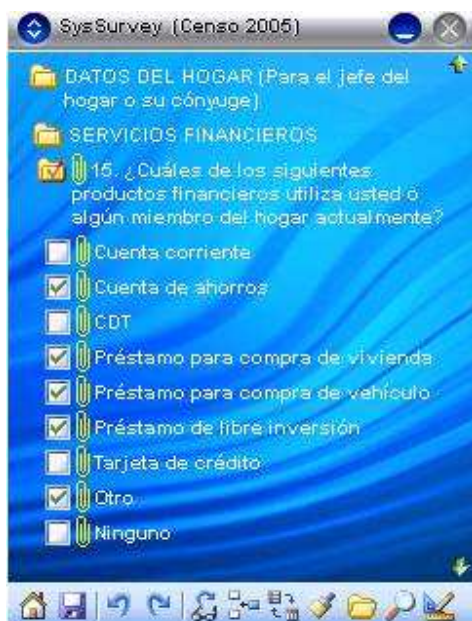 SysSurvey (Censo 2005)
DATOS DEL HOGAR (Para el jefe del
hogar o su cónyuge)
SERVICIOS FINANCIEROS
15. ¿Cuáles de los siguientes
productos financieros utiliza usted o
algún miembro del hogar actualmente?
Cuenta corriente
Cuenta de ahorros
CDT
Préstamo para compra de vivienda
Préstamo para compra de vehículo
Préstamo de libre inversión
Tarjeta de crédito
Otro
Ninguno